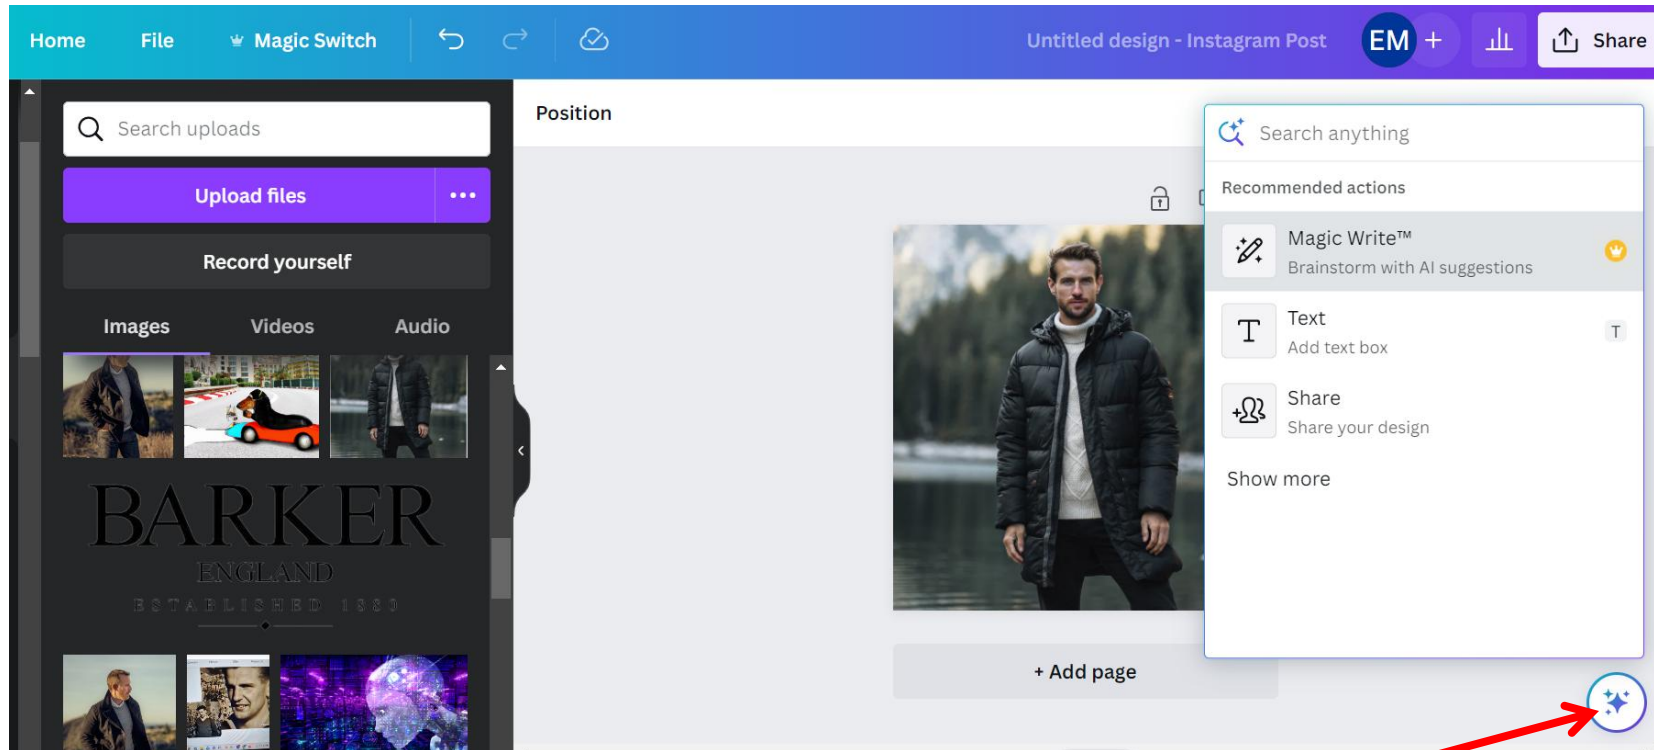 Home File Magic Switch Untitled design - Instagram Post EM + Share
Search uploads
Upload files
Record yourself
Images Videos Audio
BARKER
ENGLAND
ESTABLISHED 1880
Position
+ Add page
Search anything
Recommended actions
Magic Write™
Brainstorm with AI suggestions
Text
Add text box
T
Share
Share your design
Show more